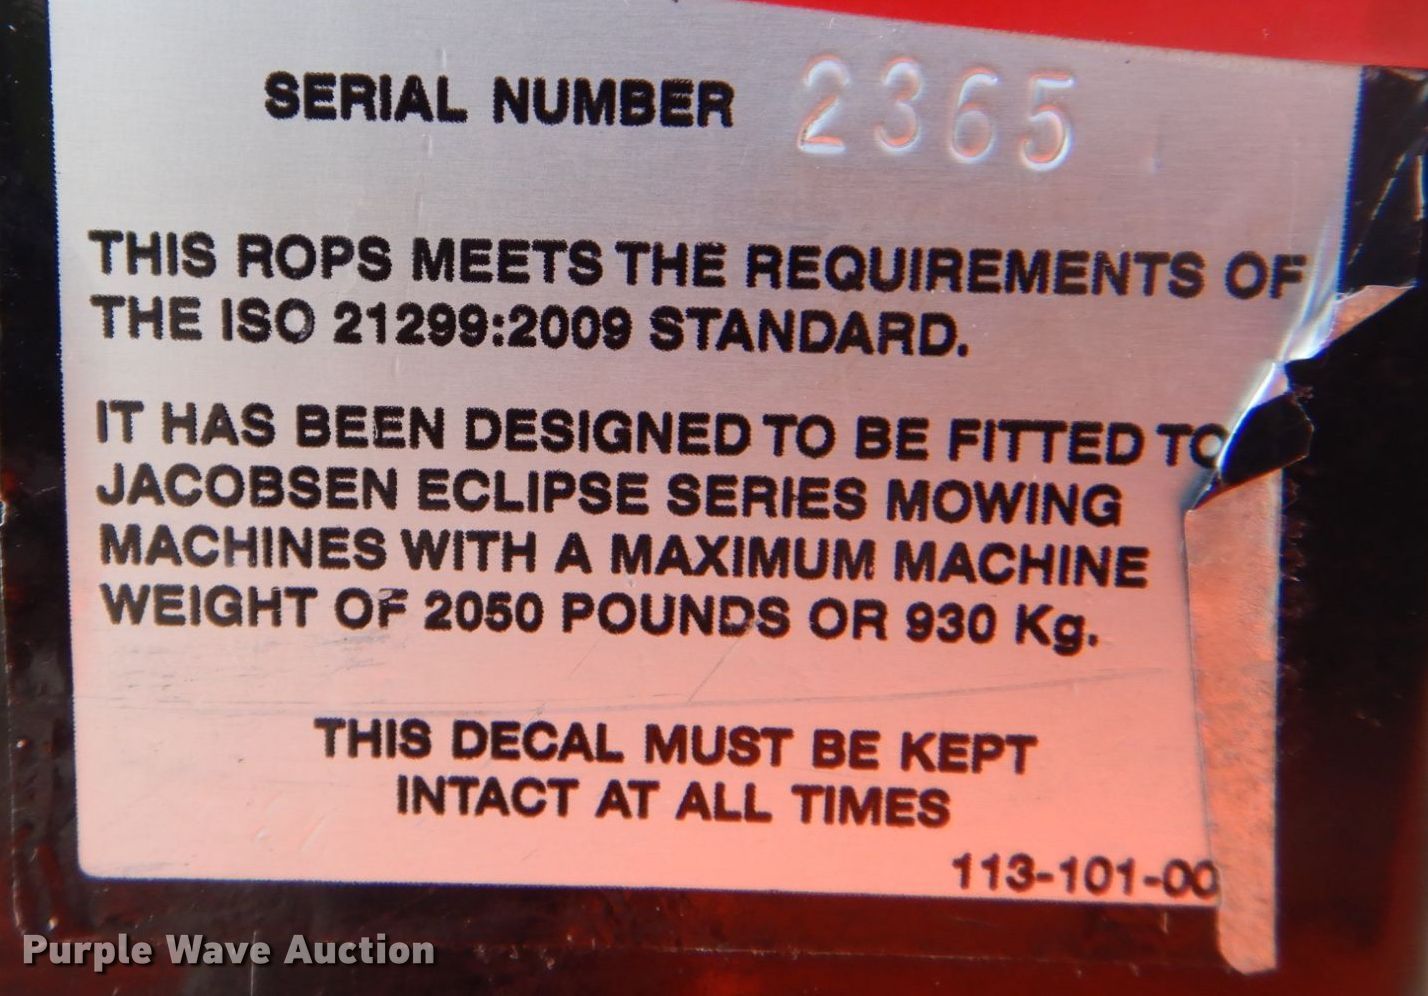 SERIAL NUMBER 2365
THIS ROPS MEETS THE REQUIREMENTS OF
THE ISO 21299:2009 STANDARD.
IT HAS BEEN DESIGNED TO BE FITTED TO
JACOBSEN ECLIPSE SERIES MOWING
MACHINES WITH A MAXIMUM MACHINE
WEIGHT OF 2050 POUNDS OR 930 Kg.
THIS DECAL MUST BE KEPT
INTACT AT ALL TIMES
113-101-00
Purple Wave Auction